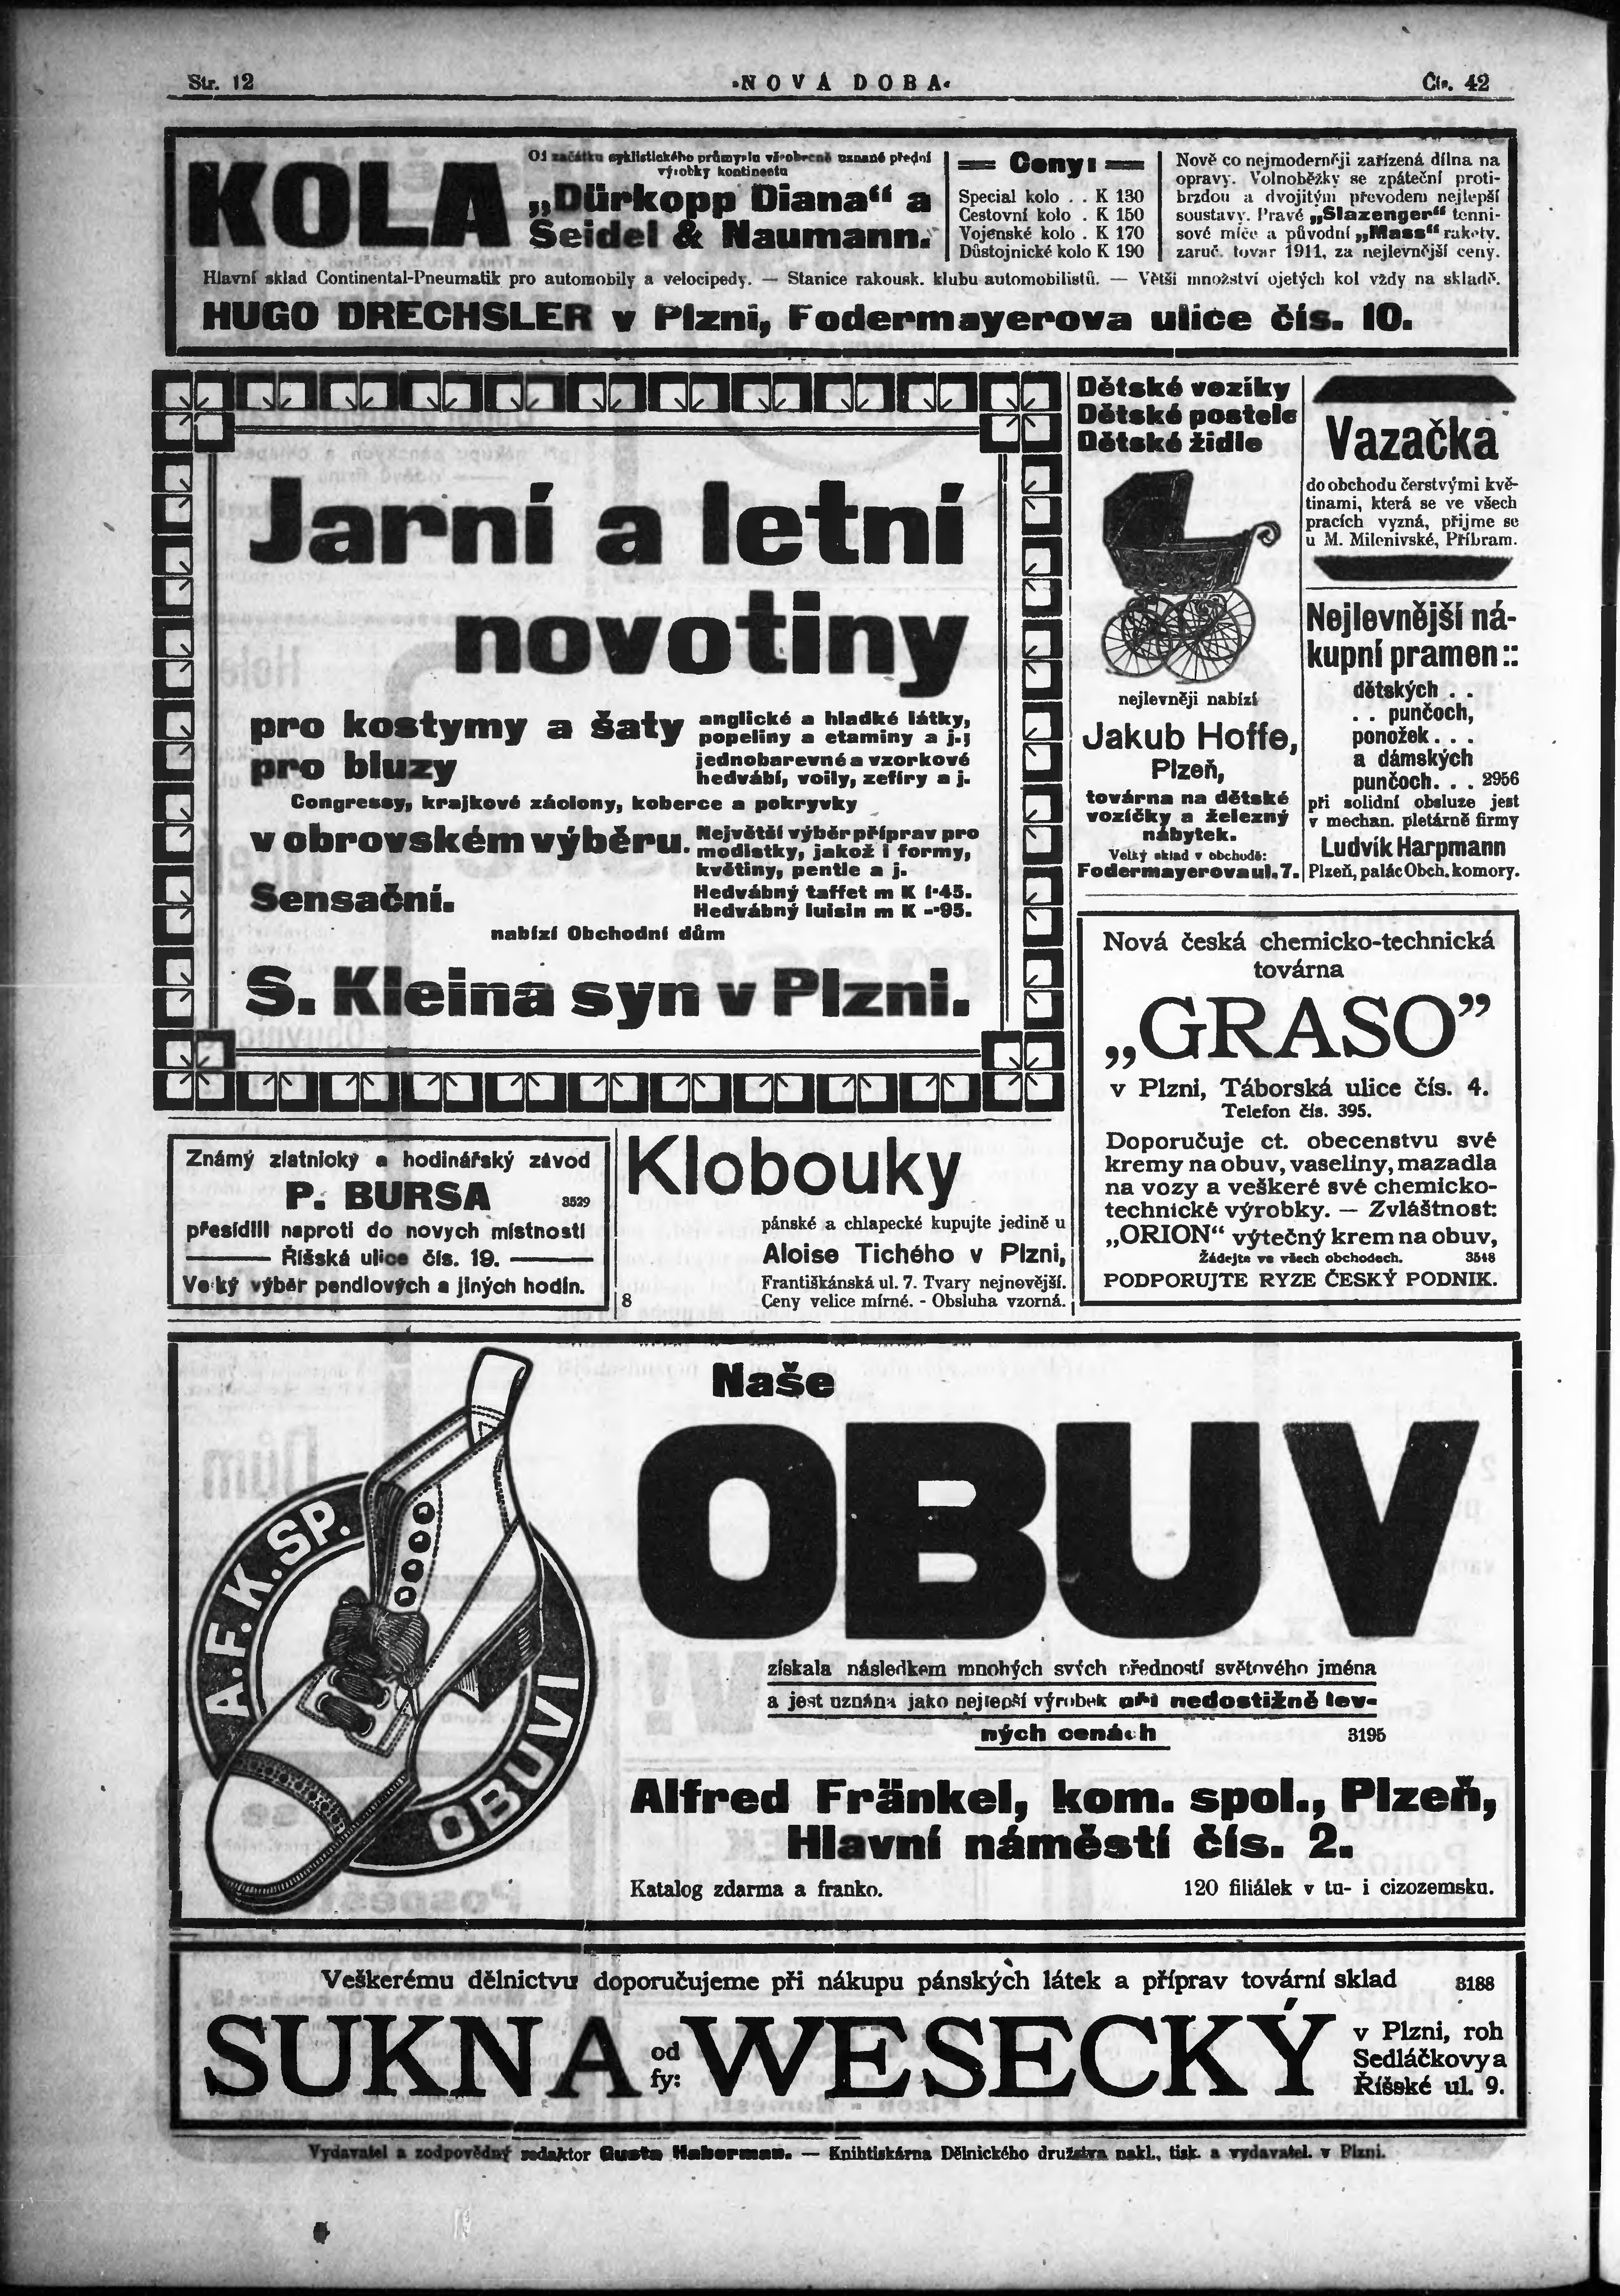 Str. 12
•NOVÁ DOBA•
Čís. 42
KOLA
Od začátku cyklistického průmyslu všeobecně uznané přední
výrobky kontinentu
„Dürkopp Diana“ a
Seidel & Naumann.
Ceny:
Special kolo . . K 130
Cestovní kolo . K 150
Vojenské kolo . K 170
Důstojnické kolo K 190
Nově co nejmoderněji zařízená dílna na
opravy. Volnoběžky se zpáteční proti-
brzdou a dvojitým převodem nejlepší
soustavy. Pravé „Slazenger“ tenni-
sové míče a původní „Mass“ rakety.
zaruč. tovar 1911, za nejlevnější ceny.
Hlavní sklad Continental-Pneumatik pro automobily a velocipedy. — Stanice rakousk. klubu automobilistů. — Větší množství ojetých kol vždy na skladě.
HUGO DRECHSLER v Plzni, Fodermayerova ulice čís. 10.
Jarní a letní
novotiny
pro kostymy a šaty
anglické a hladké látky,
popeliny a etaminy a j.;
pro bluzy
jednobarevné a vzorkové
hedvábí, voily, zefiry a j.
Congressy, krajkové záclony, koberce a pokryvky
v obrovském výběru.
Největší výběr příprav pro
modistky, jakož i formy,
květiny, pentle a j.
Sensační.
Hedvábný taffet m K 1·45.
Hedvábný luisin m K -·95.
nabízí Obchodní dům
S. Kleina syn v Plzni.
Dětské vozíky
Dětské postele
Dětské židle
nejlevněji nabízí
Jakub Hoffe,
Plzeň,
továrna na dětské
vozíčky a železný
nábytek.
Velký sklad v obchodě:
Fodermayerova ul. 7.
Vazačka
do obchodu čerstvými kvě-
tinami, která se ve všech
pracích vyzná, přijme se
u M. Milenivské, Příbram.
Nejlevnější ná-
kupní pramen ::
dětských . .
. . punčoch,
ponožek . . .
a dámských
punčoch. . . 2956
při solidní obsluze jest
v mechan. pletárně firmy
Ludvík Harpmann
Plzeň, palác Obch. komory.
Nová česká chemicko-technická
továrna
„GRASO”
v Plzni, Táborská ulice čís. 4.
Telefon čís. 395.
Doporučuje ct. obecenstvu své
kremy na obuv, vaseliny, mazadla
na vozy a veškeré své chemicko-
technické výrobky. — Zvláštnost:
„ORION“ výtečný krem na obuv,
Žádejte ve všech obchodech. 3548
PODPORUJTE RYZE ČESKÝ PODNIK.
Známý zlatnický a hodinářský závod
P. BURSA 3529
přesídlil naproti do novych místností
Říšská ulice čís. 19.
Velký výběr pendlových a jiných hodin.
Klobouky
pánské a chlapecké kupujte jedině u
Aloise Tichého v Plzni,
Františkánská ul. 7. Tvary nejnovější.
8 Ceny velice mírné. - Obsluha vzorná.
A.F.K.SP.
OBUVI
Naše
OBUV
získala následkem mnohých svých předností světového jména
a jest uznána jako nejlepší výrobek při nedostižně lev-
ných cenách 3195
Alfred Fränkel, kom. spol., Plzeň,
Hlavní náměstí čís. 2.
Katalog zdarma a franko.
120 filiálek v tu- i cizozemsku.
Veškerému dělnictvu doporučujeme při nákupu pánských látek a příprav tovární sklad 3188
SUKNA od fy: WESECKÝ
v Plzni, roh
Sedláčkovy a
Říšské ul. 9.
Vydavatel a zodpovědný redaktor Gusta Haberman. — Knihtiskárna Dělnického družstva nakl., tisk. a vydavatel. v Plzni.